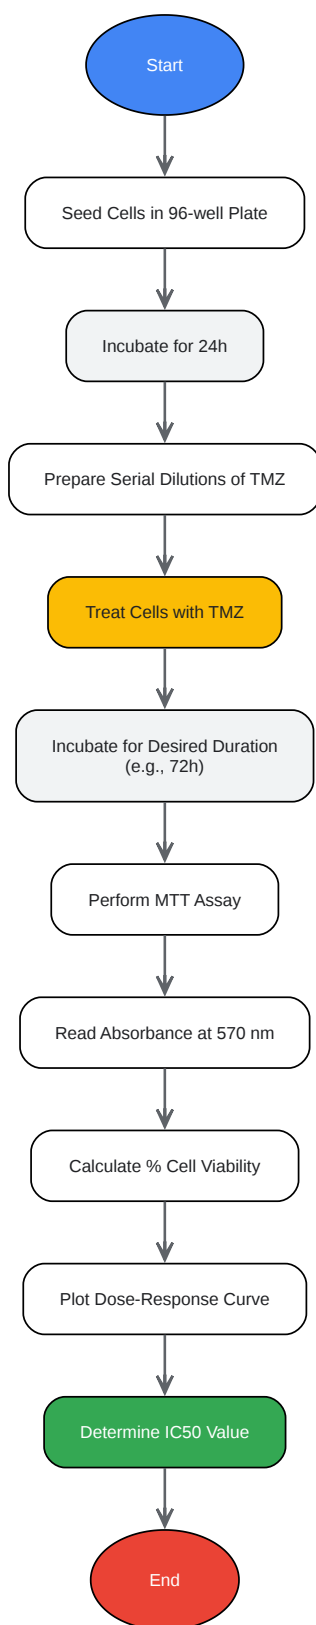 Start
Seed Cells in 96-well Plate
Incubate for 24h
Prepare Serial Dilutions of TMZ
Treat Cells with TMZ
Incubate for Desired Duration
(e.g., 72h)
Perform MTT Assay
Read Absorbance at 570 nm
Calculate % Cell Viability
Plot Dose-Response Curve
Determine IC50 Value
End